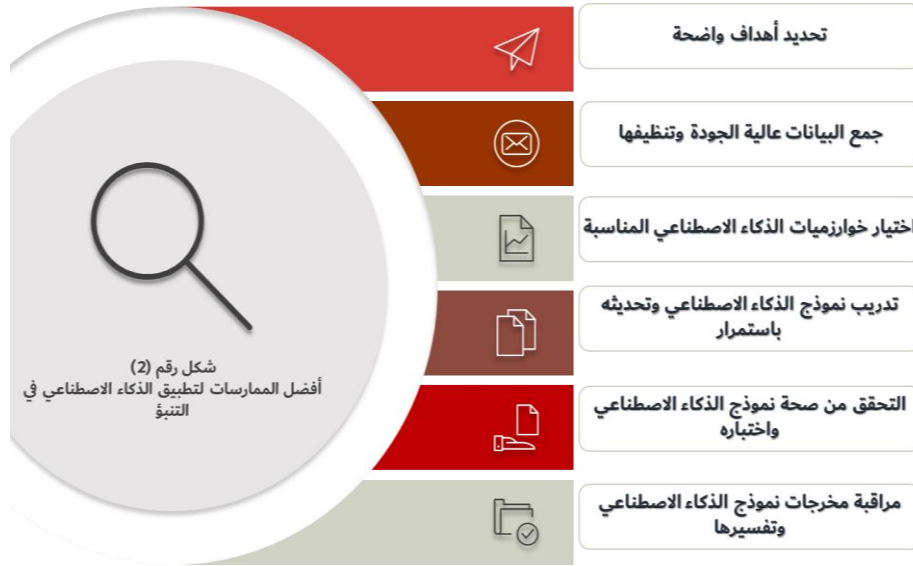 تحديد أهداف واضحة
جمع البيانات عالية الجودة وتنظيفها
اختيار خوارزميات الذكاء الاصطناعي المناسبة
تدريب نموذج الذكاء الاصطناعي وتحديثه
باستمرار
التحقق من صحة نموذج الذكاء الاصطناعي
واختباره
مراقبة مخرجات نموذج الذكاء الاصطناعي
وتفسيرها
شكل رقم (2)
أفضل الممارسات لتطبيق الذكاء الاصطناعي في
التنبؤ